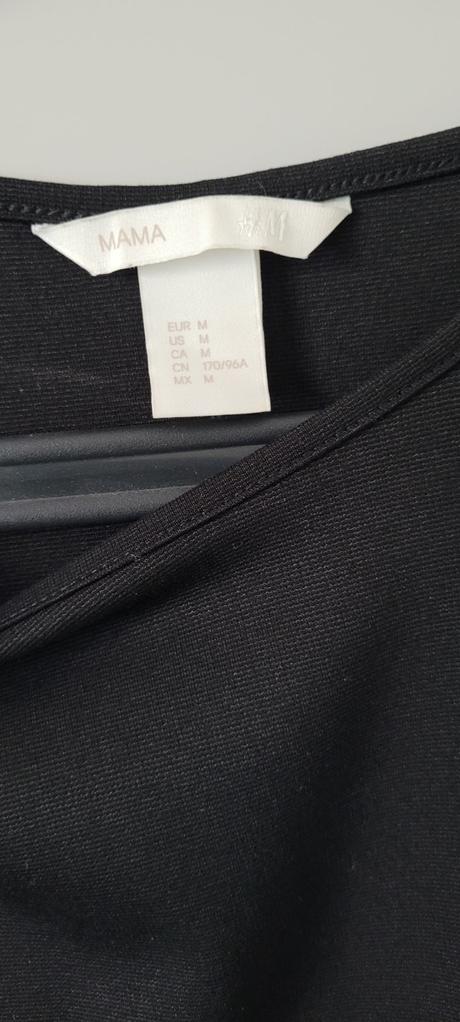 MAMA H&M
EUR M
US M
CA M
CN 170/96A
MX M